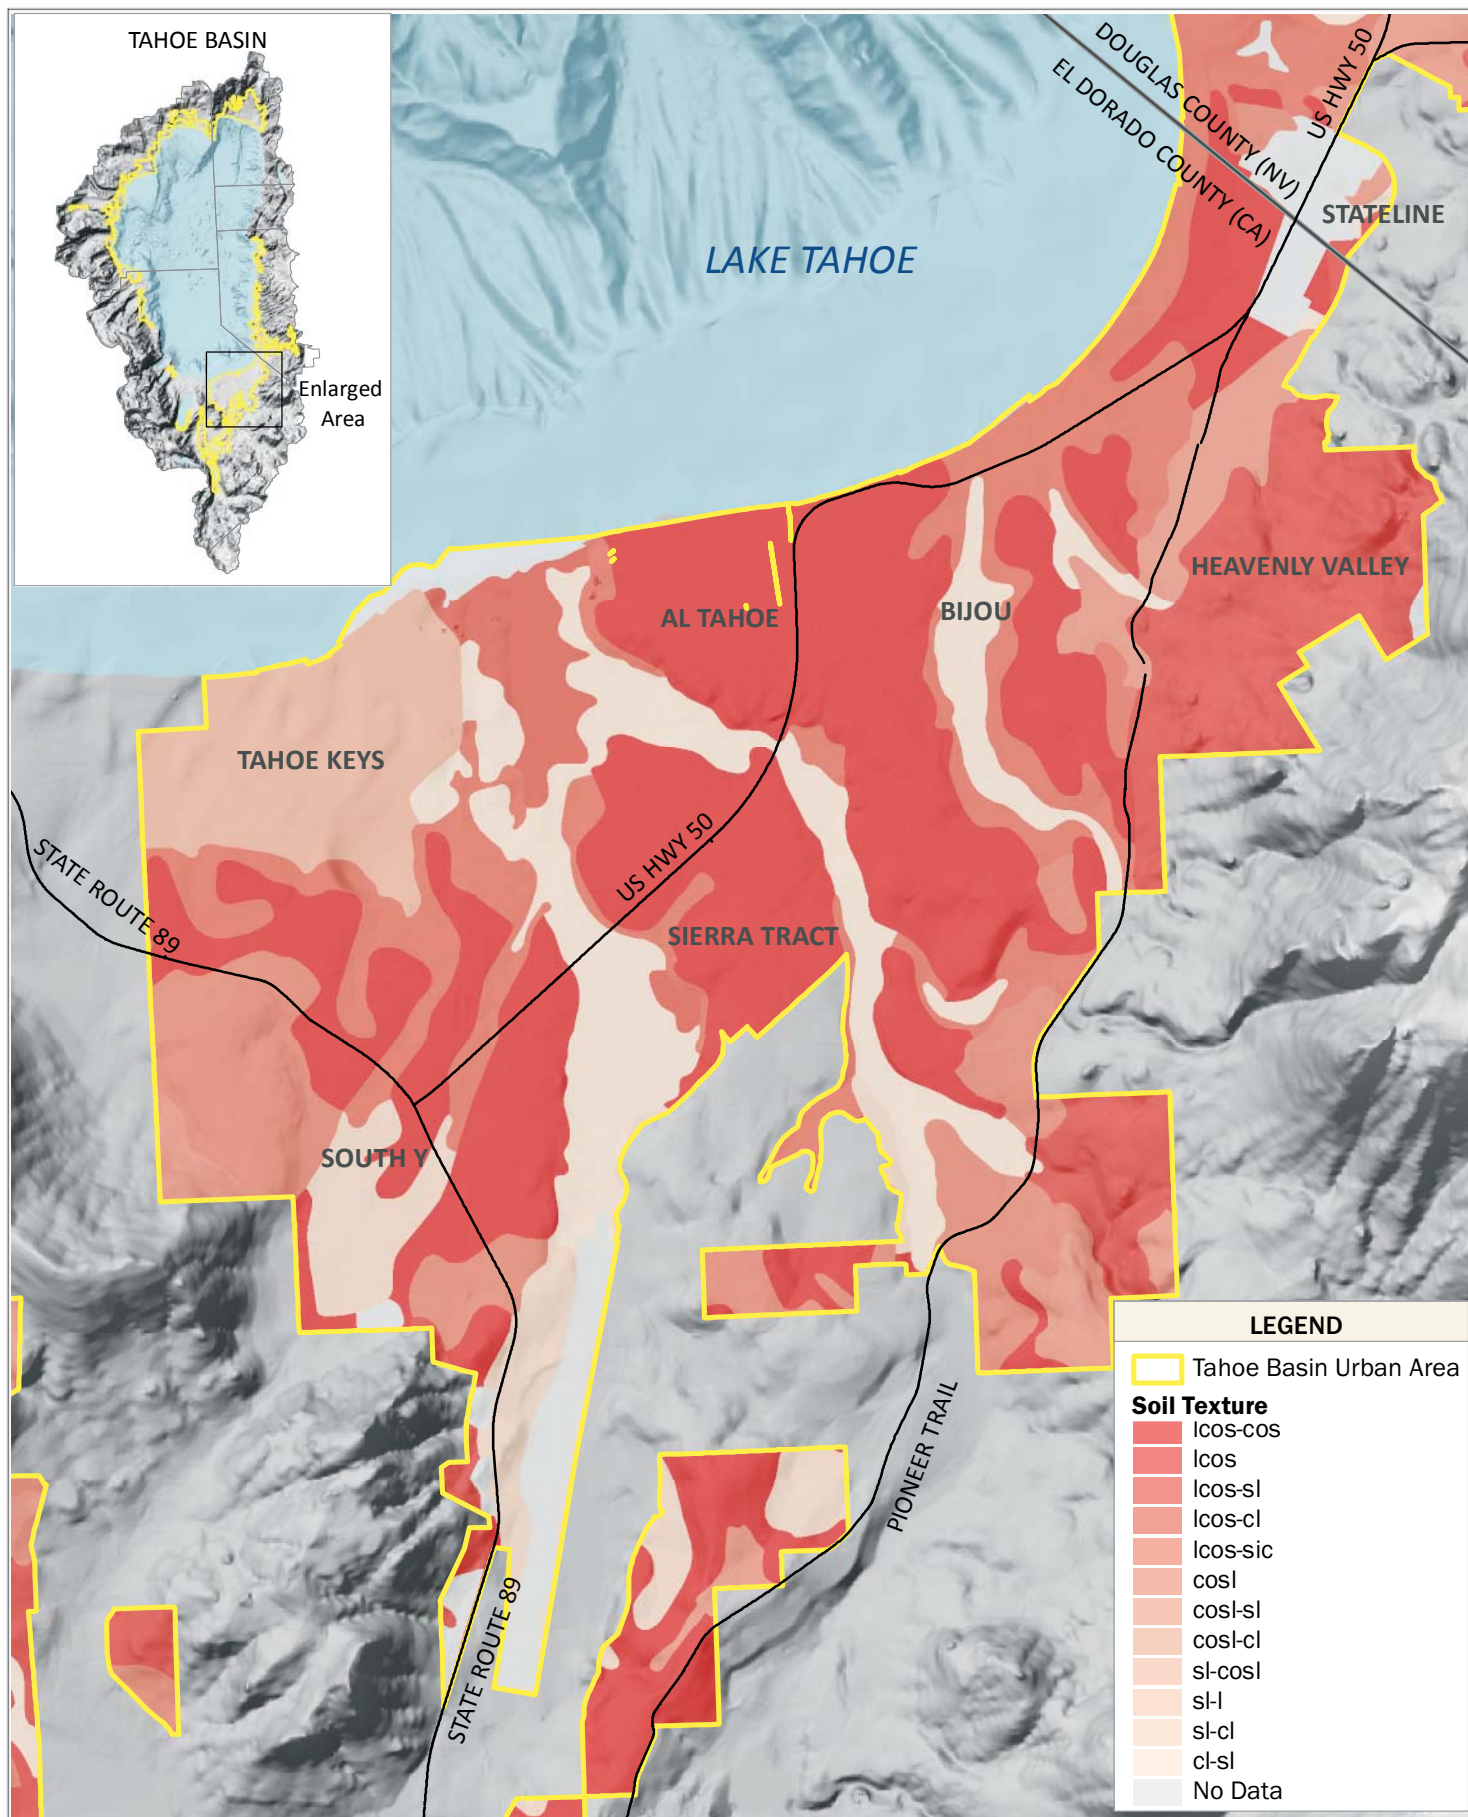 TAHOE BASIN
Enlarged
Area
LAKE TAHOE
DOUGLAS COUNTY (NV)
EL DORADO COUNTY (CA)
US HWY 50
STATELINE
HEAVENLY VALLEY
AL TAHOE
BIJOU
TAHOE KEYS
US HWY 50
STATE ROUTE 89
SIERRA TRACT
SOUTH Y
PIONEER TRAIL
STATE ROUTE 89
LEGEND
Tahoe Basin Urban Area
Soil Texture
lcos-cos
lcos
lcos-sl
lcos-cl
lcos-sic
cosl
cosl-sl
cosl-cl
sl-cosl
sl-l
sl-cl
cl-sl
No Data